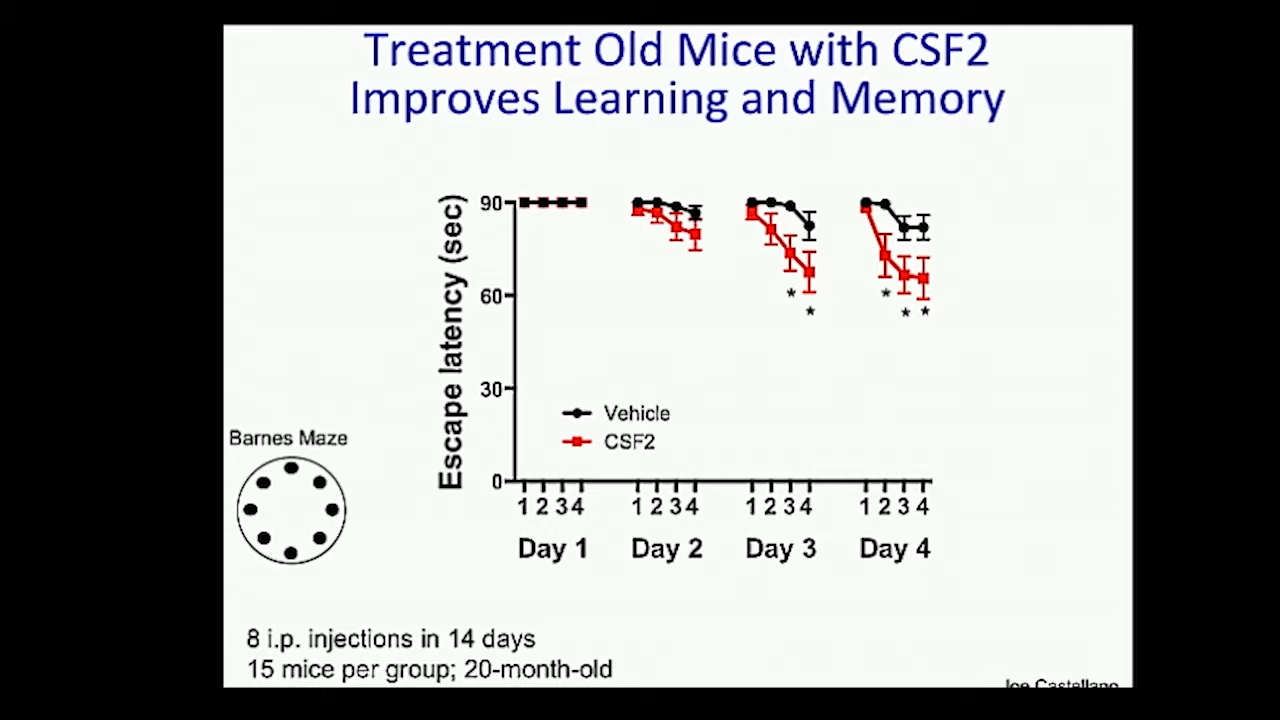 Treatment Old Mice with CSF2
Improves Learning and Memory
Escape latency (sec)
90
60
30
0
Vehicle
CSF2
* * * * *
1 2 3 4 1 2 3 4 1 2 3 4 1 2 3 4
Day 1 Day 2 Day 3 Day 4
Barnes Maze
8 i.p. injections in 14 days
15 mice per group; 20-month-old
Joe Castellano